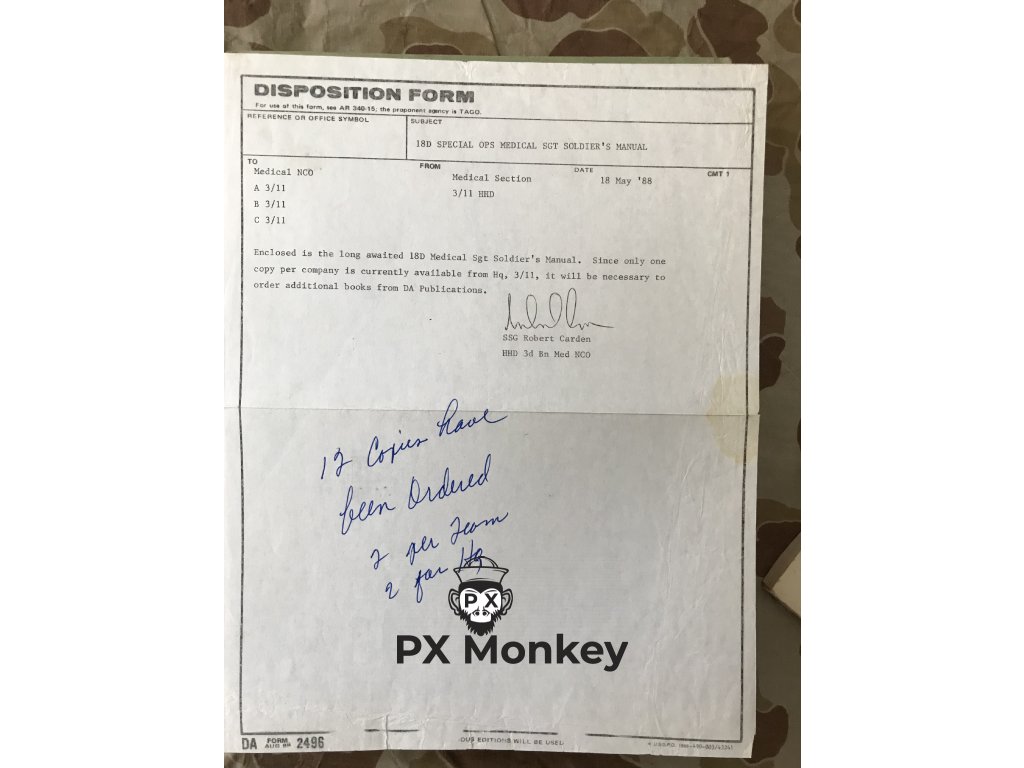 DISPOSITION FORM
For use of this form, see AR 340-15, the proponent agency is TAGO.
REFERENCE OR OFFICE SYMBOL
SUBJECT
18D SPECIAL OPS MEDICAL SGT SOLDIER'S MANUAL
TO
FROM
DATE
CMT 1
Medical NCO
Medical Section
18 May '88
A 3/11
3/11 HHD
B 3/11
C 3/11
Enclosed is the long awaited 18D Medical Sgt Soldier's Manual. Since only one
copy per company is currently available from Hq, 3/11, it will be necessary to
order additional books from DA Publications.
SSG Robert Carden
HHD 3d Bn Med NCO
12 Copies have
been Ordered
2 per Team
2 for Hq
PX
PX Monkey
DA FORM 2496
AUG 80
OUS EDITIONS WILL BE USED